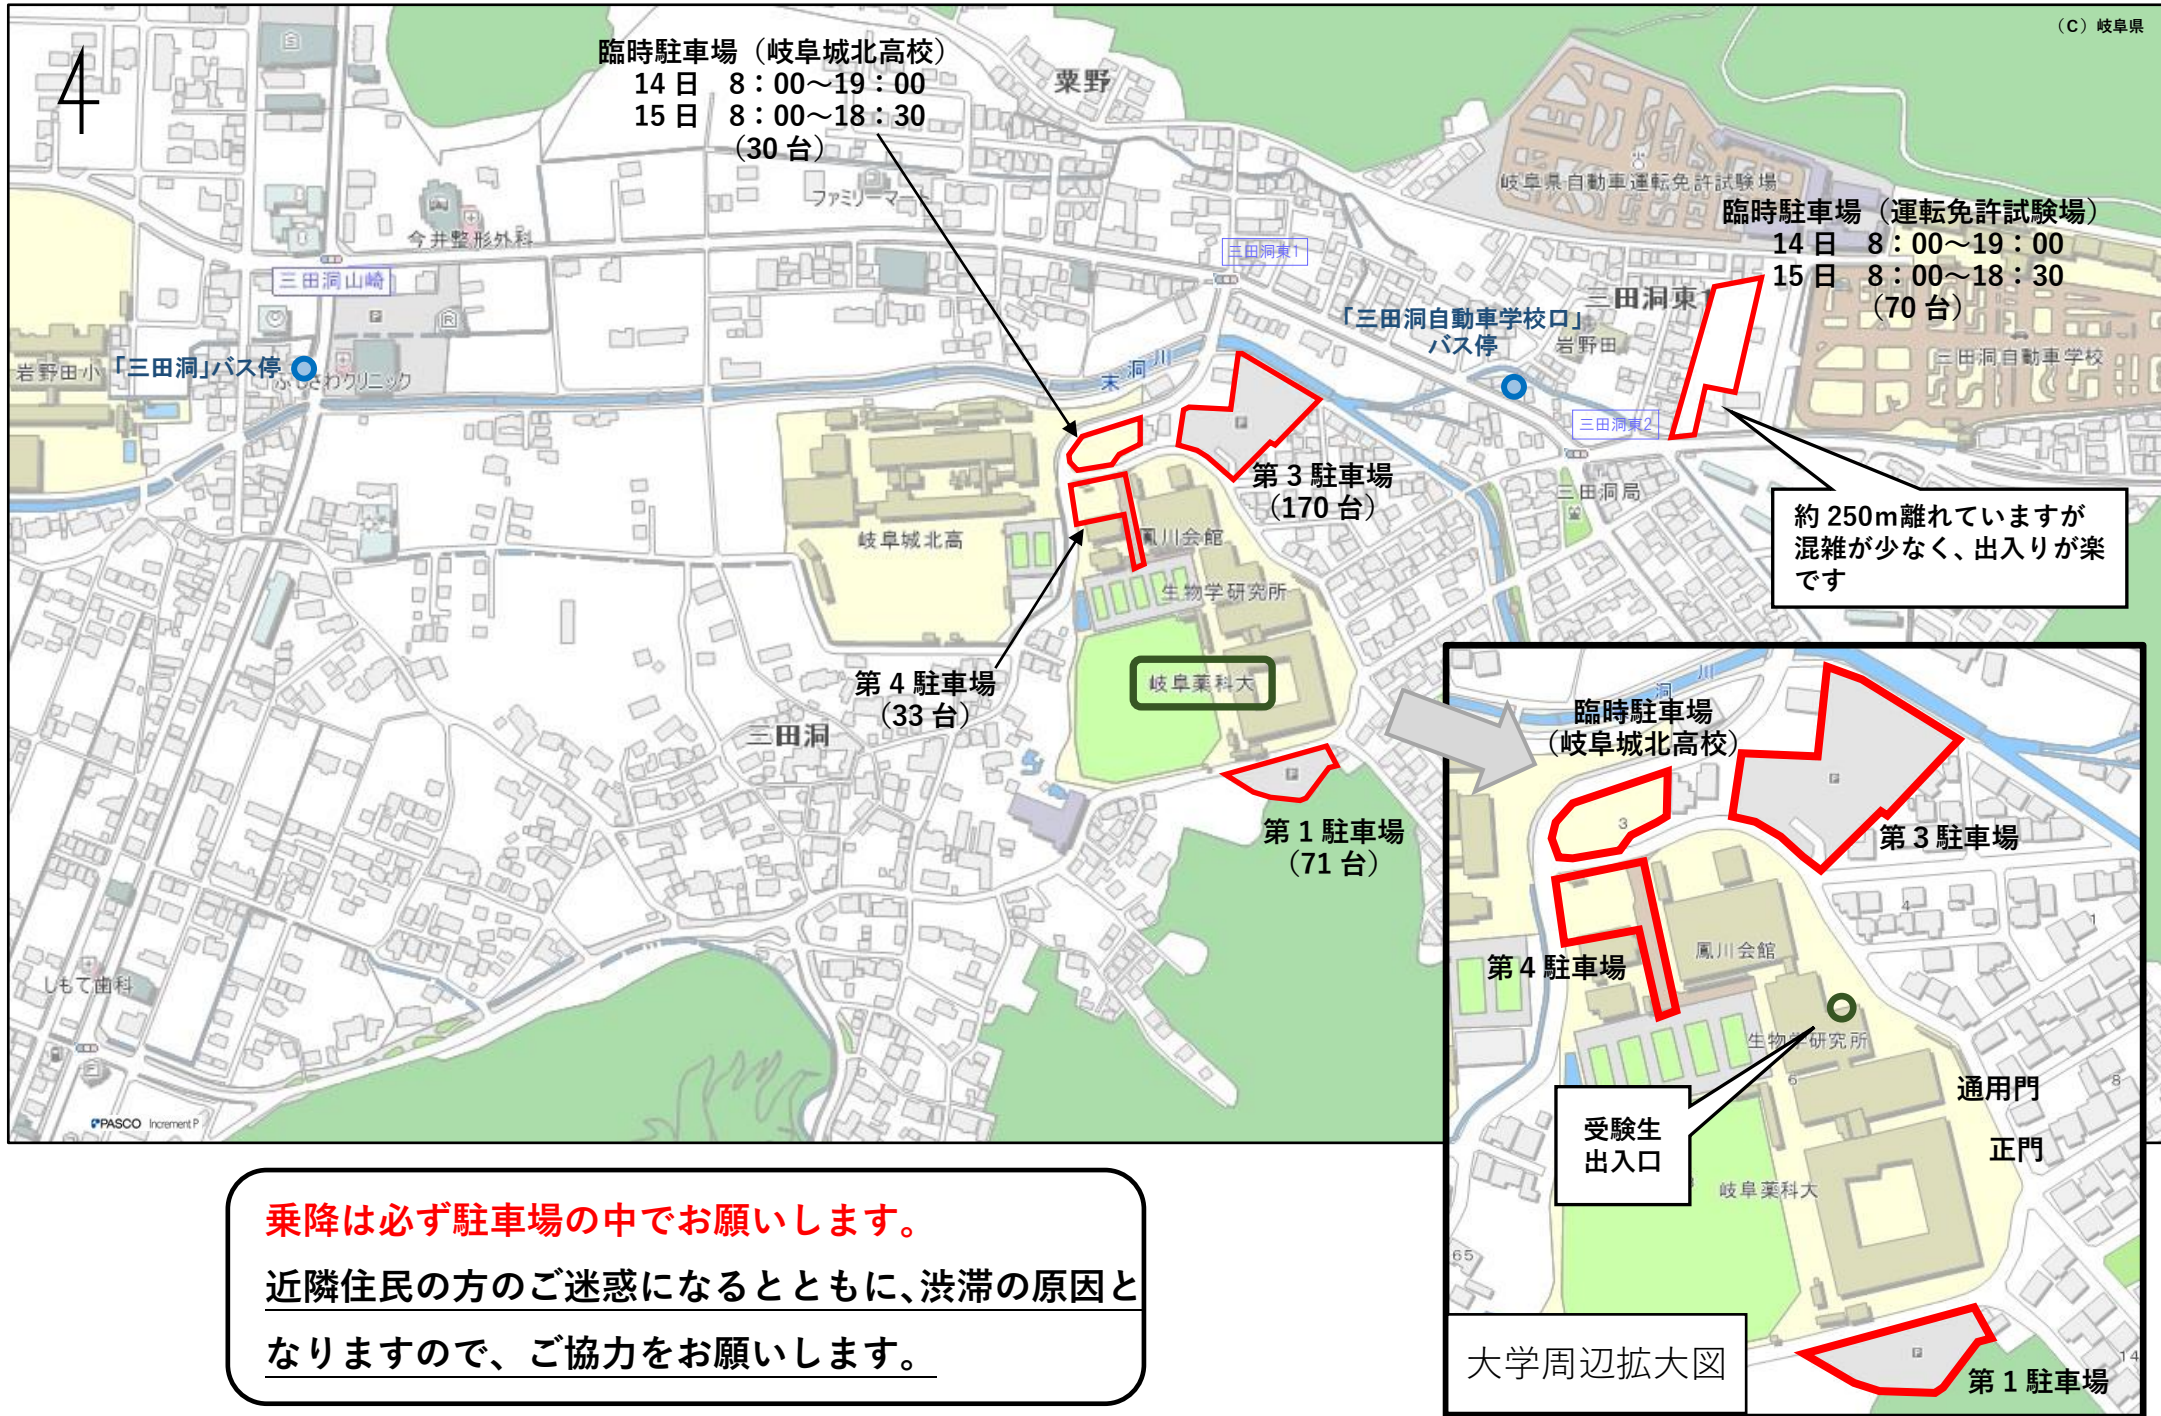 （C）岐阜県
臨時駐車場（岐阜城北高校）
14日　8：00～19：00
15日　8：00～18：30
（30台）
粟野
ファミリーマート
今井整形外科
三田洞山崎
岐阜県自動車運転免許試験場
臨時駐車場（運転免許試験場）
14日　8：00～19：00
15日　8：00～18：30
（70台）
三田洞東1
三田洞東1
「三田洞自動車学校口」
バス停
岩野田
三田洞自動車学校
岩野田小
「三田洞」バス停
ふじさわクリニック
末洞川
三田洞東2
第3駐車場
（170台）
三田洞局
約250m離れていますが
混雑が少なく、出入りが楽
です
岐阜城北高
鳳川会館
生物学研究所
第4駐車場
（33台）
岐阜薬科大
三田洞
第1駐車場
（71台）
しもて歯科
PASCO Increment P
洞川
臨時駐車場
（岐阜城北高校）
3
第3駐車場
4
1
鳳川会館
第4駐車場
生物学研究所
6
通用門
8
受験生
出入口
正門
岐阜薬科大
65
大学周辺拡大図
14
第1駐車場
乗降は必ず駐車場の中でお願いします。
近隣住民の方のご迷惑になるとともに、渋滞の原因と
なりますので、ご協力をお願いします。